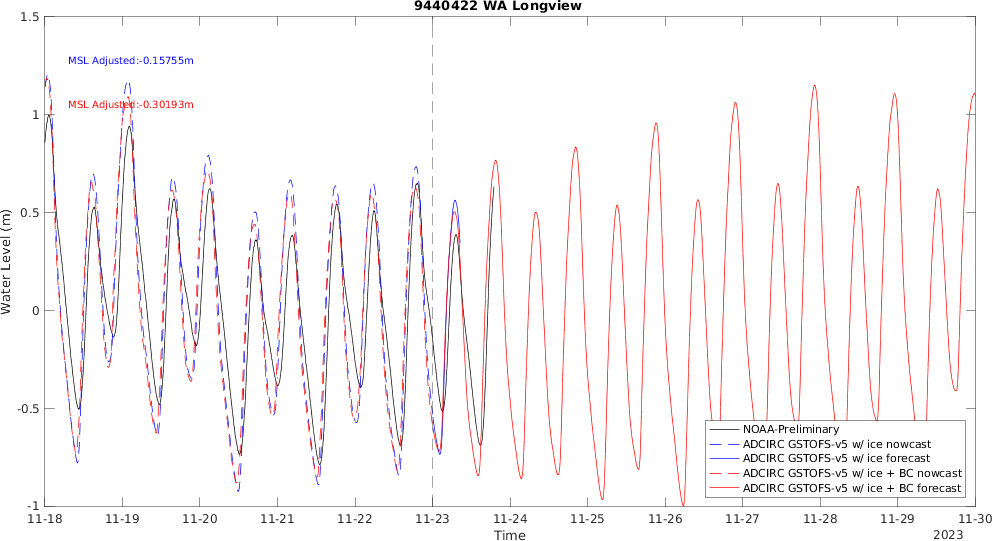 9440422 WA Longview
MSL Adjusted:-0.15755m
MSL Adjusted:-0.30193m
Water Level (m)
1.5
1
0.5
0
-0.5
-1
NOAA-Preliminary
ADCIRC GSTOFS-v5 w/ ice nowcast
ADCIRC GSTOFS-v5 w/ ice forecast
ADCIRC GSTOFS-v5 w/ ice + BC nowcast
ADCIRC GSTOFS-v5 w/ ice + BC forecast
11-18 11-19 11-20 11-21 11-22 11-23 11-24 11-25 11-26 11-27 11-28 11-29 11-30
Time
2023